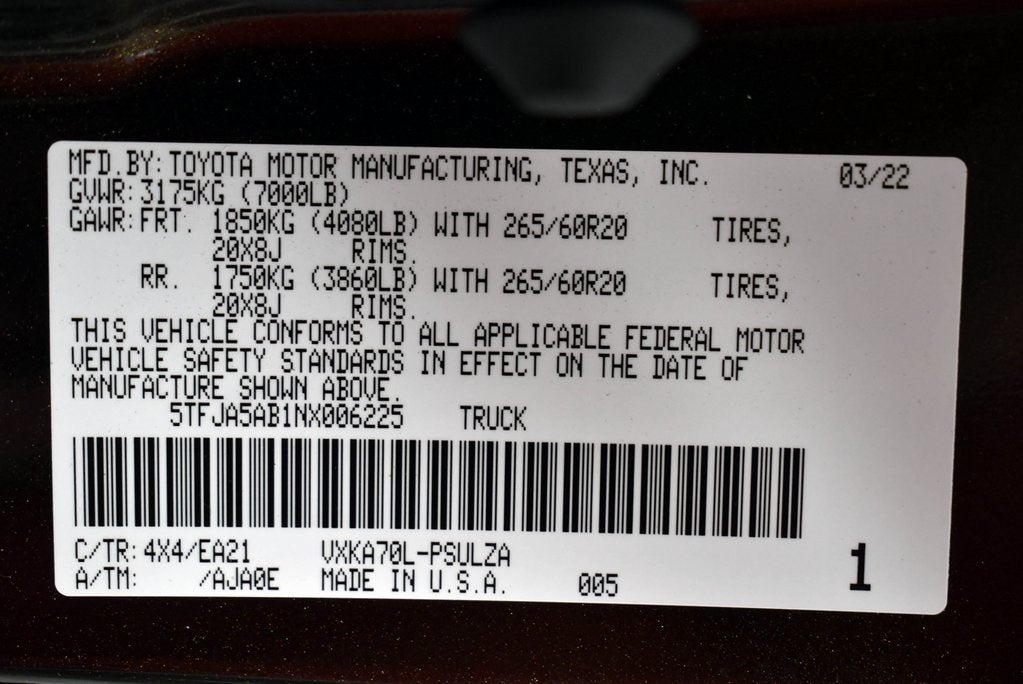 MFD.BY: TOYOTA MOTOR MANUFACTURING, TEXAS, INC. 03/22
GVWR: 3175KG (7000LB)
GAWR: FRT. 1850KG (4080LB) WITH 265/60R20 TIRES,
20X8J RIMS.
RR. 1750KG (3860LB) WITH 265/60R20 TIRES,
20X8J RIMS.
THIS VEHICLE CONFORMS TO ALL APPLICABLE FEDERAL MOTOR
VEHICLE SAFETY STANDARDS IN EFFECT ON THE DATE OF
MANUFACTURE SHOWN ABOVE.
5TFJA5AB1NX006225 TRUCK
C/TR: 4X4/EA21 VXKA70L-PSULZA
A/TM: /AJA0E MADE IN U.S.A. 005 1